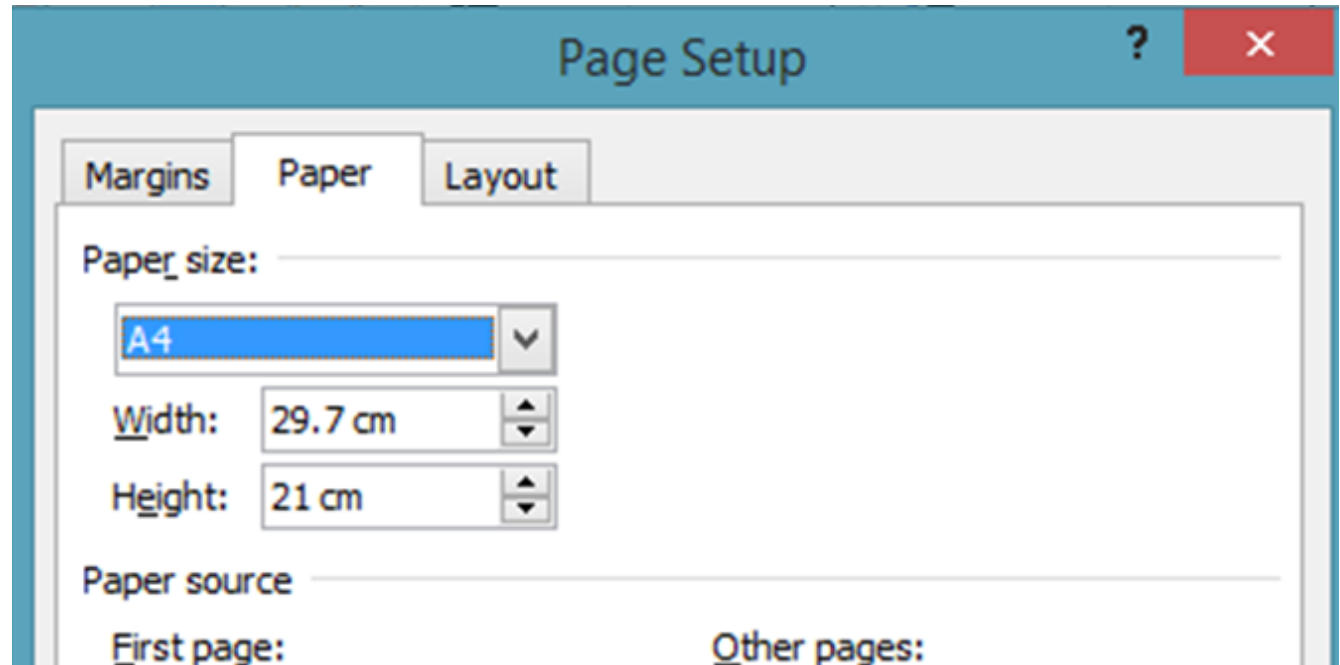 Page Setup ?
Margins Paper Layout
Paper size:
A4
Width: 29.7 cm
Height: 21 cm
Paper source
First page: Other pages: